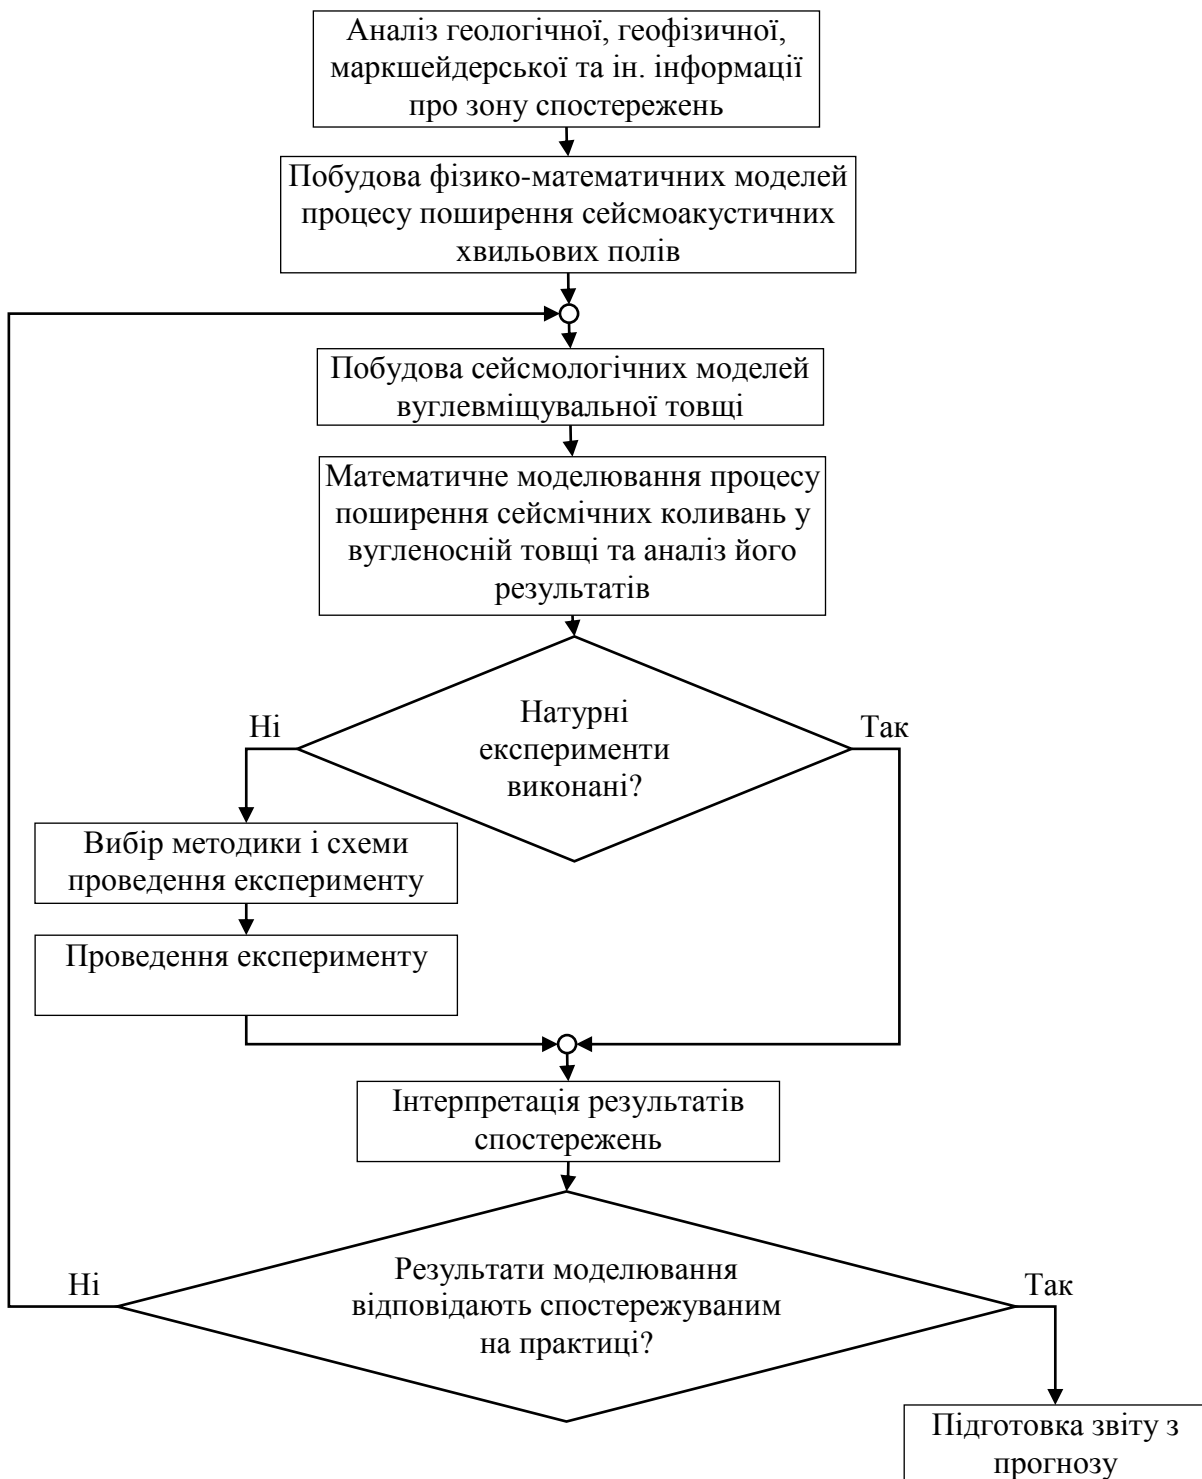 Аналіз геологічної, геофізичної,
маркшейдерської та ін. інформації
про зону спостережень
Побудова фізико-математичних моделей
процесу поширення сейсмоакустичних
хвильових полів
Побудова сейсмологічних моделей
вуглевміщувальної товщі
Математичне моделювання процесу
поширення сейсмічних коливань у
вугленосній товщі та аналіз його
результатів
Ні
Натурні
експерименти
виконані?
Так
Вибір методики і схеми
проведення експерименту
Проведення експерименту
Інтерпретація результатів
спостережень
Ні
Результати моделювання
відповідають спостережуваним
на практиці?
Так
Підготовка звіту з
прогнозу